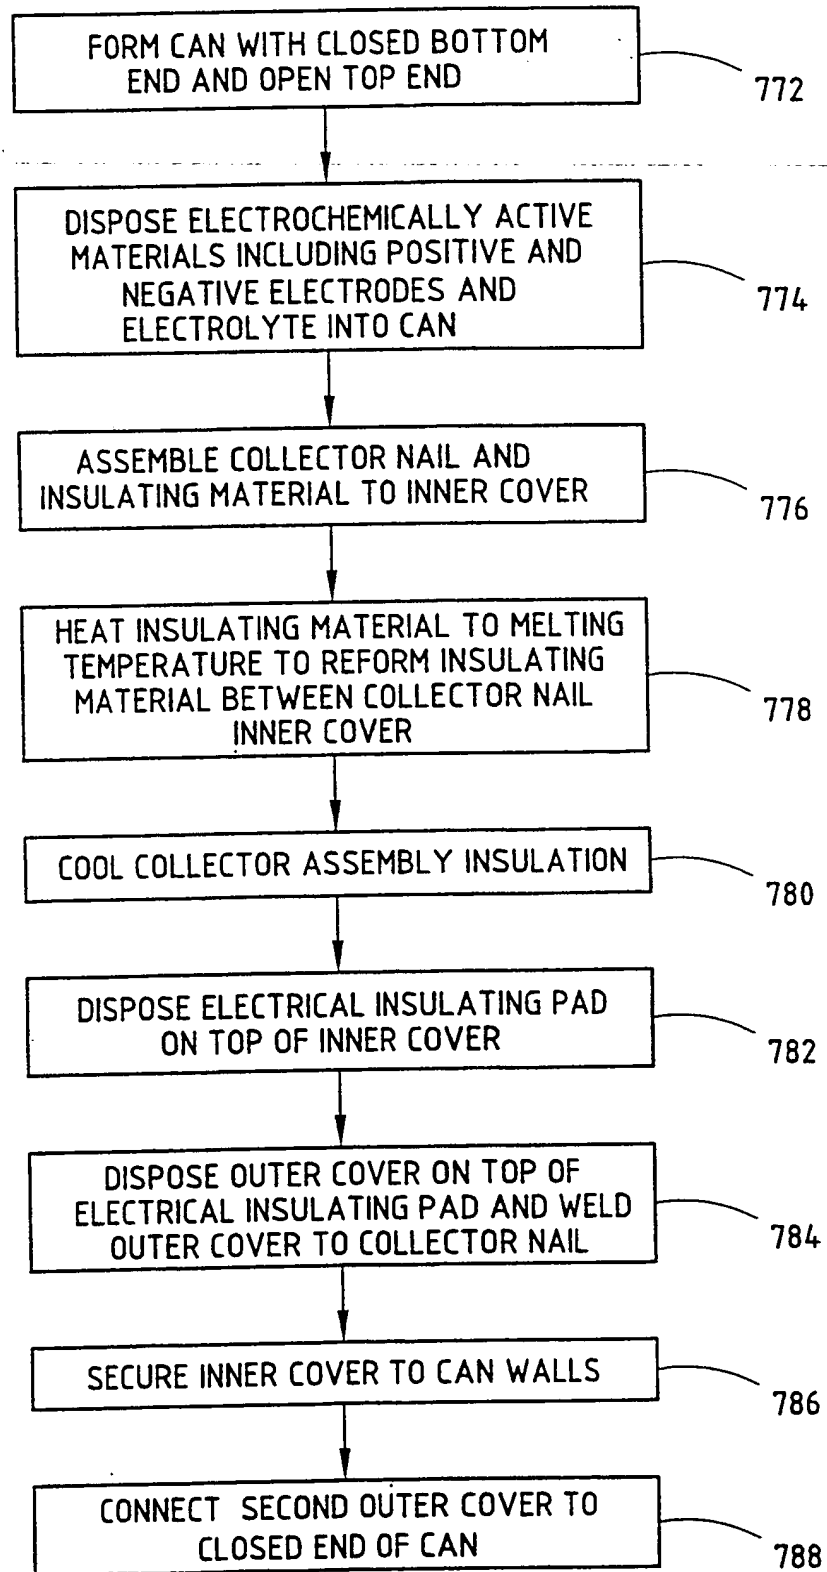 FORM CAN WITH CLOSED BOTTOM
END AND OPEN TOP END
772
DISPOSE ELECTROCHEMICALLY ACTIVE
MATERIALS INCLUDING POSITIVE AND
NEGATIVE ELECTRODES AND
ELECTROLYTE INTO CAN
774
ASSEMBLE COLLECTOR NAIL AND
INSULATING MATERIAL TO INNER COVER
776
HEAT INSULATING MATERIAL TO MELTING
TEMPERATURE TO REFORM INSULATING
MATERIAL BETWEEN COLLECTOR NAIL
INNER COVER
778
COOL COLLECTOR ASSEMBLY INSULATION
780
DISPOSE ELECTRICAL INSULATING PAD
ON TOP OF INNER COVER
782
DISPOSE OUTER COVER ON TOP OF
ELECTRICAL INSULATING PAD AND WELD
OUTER COVER TO COLLECTOR NAIL
784
SECURE INNER COVER TO CAN WALLS
786
CONNECT SECOND OUTER COVER TO
CLOSED END OF CAN
788